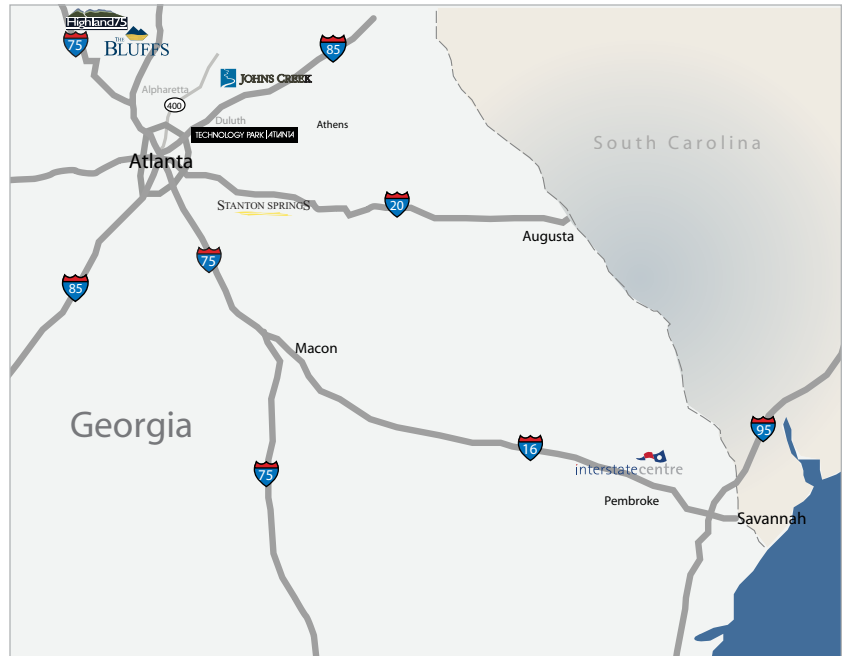 Highland75
75
THE
BLUFFS
85
JOHNS CREEK
Alpharetta
400
Duluth
TECHNOLOGY PARK | ATLANTA
Athens
South Carolina
Atlanta
STANTON SPRINGS
20
Augusta
75
85
Macon
Georgia
95
16
interstatecentre
75
Pembroke
Savannah